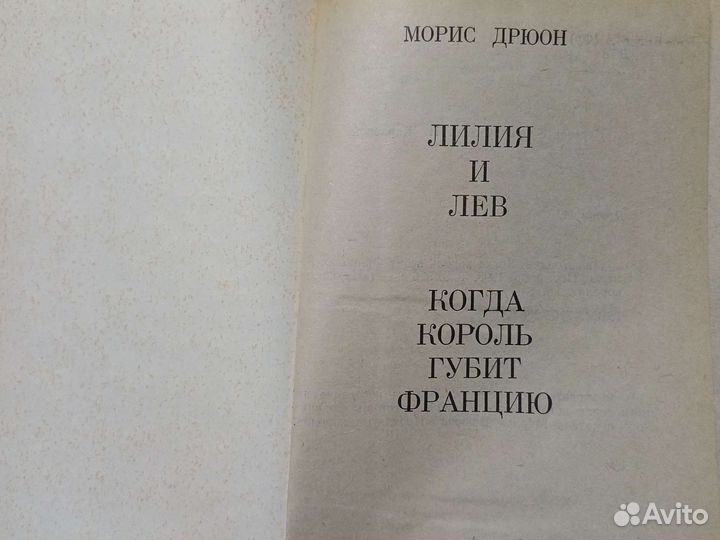 МОРИС ДРЮОН
ЛИЛИЯ
И
ЛЕВ
КОГДА
КОРОЛЬ
ГУБИТ
ФРАНЦИЮ
Avito